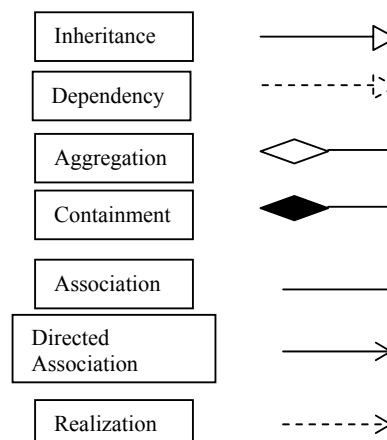 Inheritance
Dependency
Aggregation
Containment
Association
Directed
Association
Realization